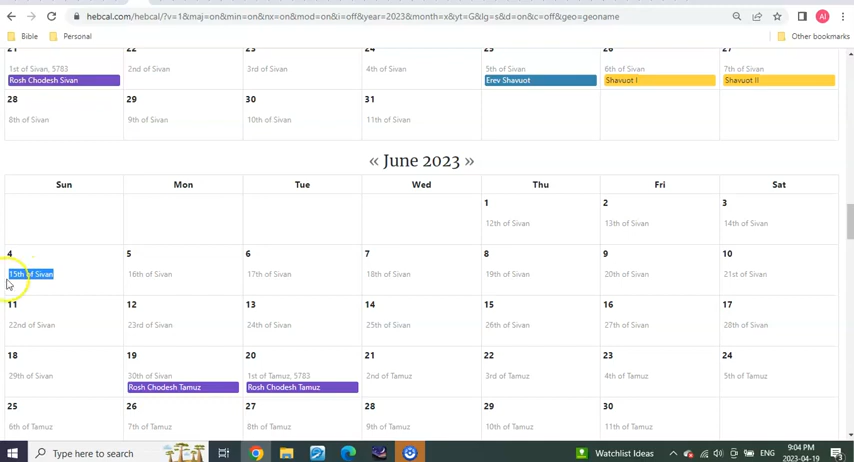 hebcal.com/hebcal/?v=1&maj=on&min=on&nx=on&mod=on&i=off&year=2023&month=x&yt=G&lg=s&d=on&c=off&geo=geoname
AI
Bible Personal Other bookmarks
21 22 23 24 25 26 27
1st of Sivan, 5783 2nd of Sivan 3rd of Sivan 4th of Sivan 5th of Sivan 6th of Sivan 7th of Sivan
Rosh Chodesh Sivan Erev Shavuot Shavuot I Shavuot II
28 29 30 31
8th of Sivan 9th of Sivan 10th of Sivan 11th of Sivan
« June 2023 »
Sun Mon Tue Wed Thu Fri Sat
1 2 3
12th of Sivan 13th of Sivan 14th of Sivan
4 5 6 7 8 9 10
15th of Sivan 16th of Sivan 17th of Sivan 18th of Sivan 19th of Sivan 20th of Sivan 21st of Sivan
11 12 13 14 15 16 17
22nd of Sivan 23rd of Sivan 24th of Sivan 25th of Sivan 26th of Sivan 27th of Sivan 28th of Sivan
18 19 20 21 22 23 24
29th of Sivan 30th of Sivan 1st of Tamuz, 5783 2nd of Tamuz 3rd of Tamuz 4th of Tamuz 5th of Tamuz
Rosh Chodesh Tamuz Rosh Chodesh Tamuz
25 26 27 28 29 30
6th of Tamuz 7th of Tamuz 8th of Tamuz 9th of Tamuz 10th of Tamuz 11th of Tamuz
Type here to search Watchlist Ideas ENG 9:04 PM
2023-04-19 3